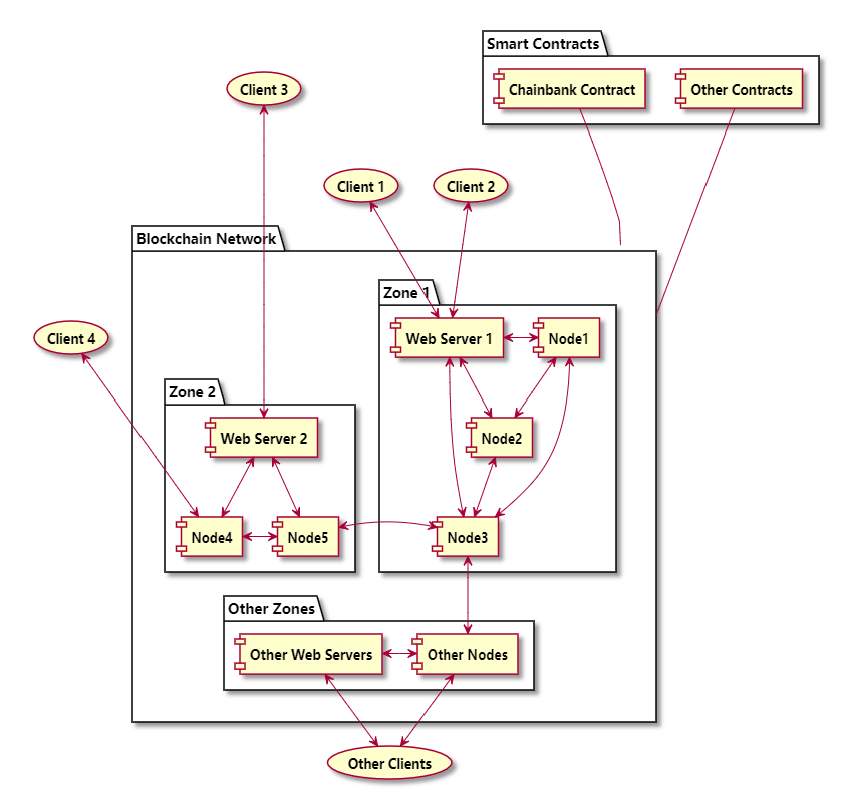 Smart Contracts
Chainbank Contract
Other Contracts
Client 3
Client 1
Client 2
Blockchain Network
Zone 1
Web Server 1
Node1
Client 4
Zone 2
Web Server 2
Node2
Node4
Node5
Node3
Other Zones
Other Web Servers
Other Nodes
Other Clients